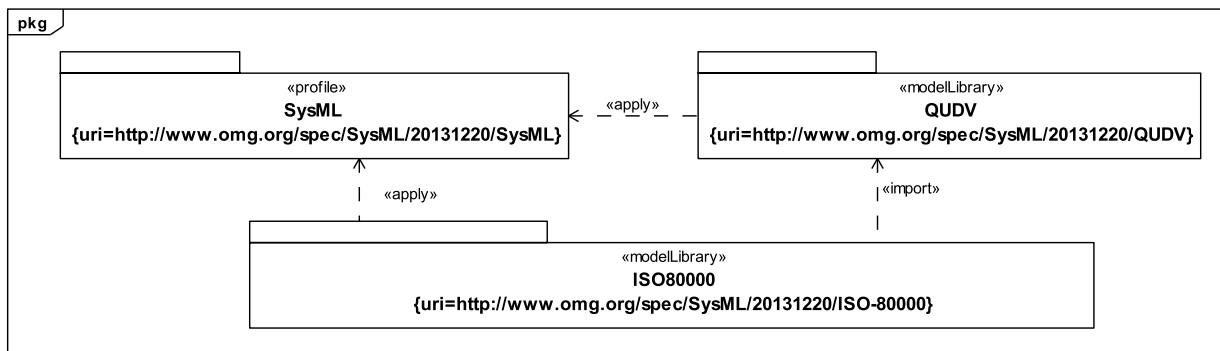 pkg
«profile»
SysML
{uri=http://www.omg.org/spec/SysML/20131220/SysML}
«apply»
«modelLibrary»
QUDV
{uri=http://www.omg.org/spec/SysML/20131220/QUDV}
«apply»
«import»
«modelLibrary»
ISO80000
{uri=http://www.omg.org/spec/SysML/20131220/ISO-80000}